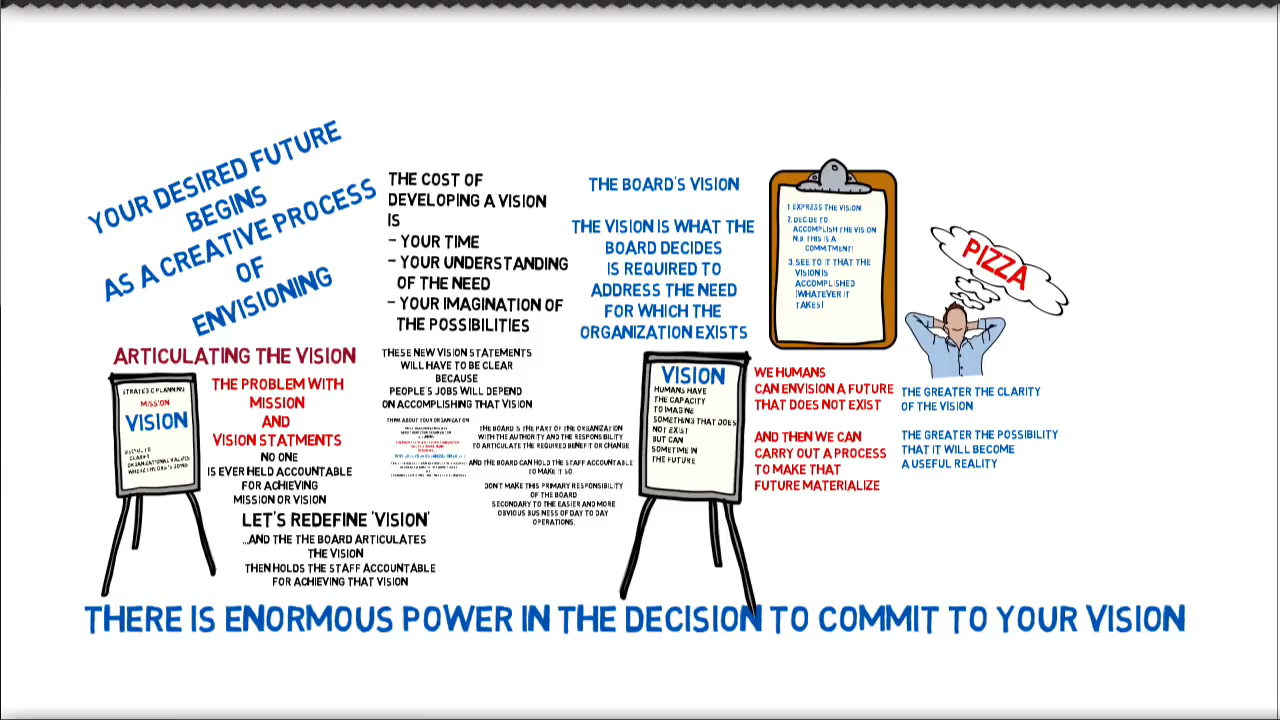 YOUR DESIRED FUTURE
BEGINS
AS A CREATIVE PROCESS
OF
ENVISIONING
ARTICULATING THE VISION
MISSION
VISION
CLARITY
ORGANIZATIONAL VALUES
THE PROBLEM WITH
MISSION
AND
VISION STATMENTS
NO ONE
IS EVER HELD ACCOUNTABLE
FOR ACHIEVING
MISSION OR VISION
LET'S REDEFINE 'VISION'
...AND THE THE BOARD ARTICULATES
THE VISION
THEN HOLDS THE STAFF ACCOUNTABLE
FOR ACHIEVING THAT VISION
THE COST OF
DEVELOPING A VISION
IS
- YOUR TIME
- YOUR UNDERSTANDING
OF THE NEED
- YOUR IMAGINATION OF
THE POSSIBILITIES
THESE NEW VISION STATEMENTS
WILL HAVE TO BE CLEAR
BECAUSE
PEOPLE'S JOBS WILL DEPEND
ON ACCOMPLISHING THAT VISION
THINK ABOUT YOUR ORGANIZATION
THE BOARD IS THE PART OF THE ORGANIZATION
WITH THE AUTHORITY AND THE RESPONSIBILITY
TO ARTICULATE THE REQUIRED BENEFIT OR CHANGE
AND THE BOARD CAN HOLD THE STAFF ACCOUNTABLE
TO MAKE IT SO.
DON'T MAKE THIS PRIMARY RESPONSIBILITY
OF THE BOARD
SECONDARY TO THE EASIER AND MORE
OBVIOUS BUSINESS OF DAY TO DAY
OPERATIONS.
THE BOARD'S VISION
THE VISION IS WHAT THE
BOARD DECIDES
IS REQUIRED TO
ADDRESS THE NEED
FOR WHICH THE
ORGANIZATION EXISTS
1. EXPRESS THE VISION
2. DECIDE TO
ACCOMPLISH THE VISION
N.B. THIS IS A
COMMITMENT!
3. SEE TO IT THAT THE
VISION IS
ACCOMPLISHED
(WHATEVER IT
TAKES)
PIZZA
VISION
HUMANS HAVE
THE CAPACITY
TO IMAGINE
SOMETHING THAT DOES
NOT EXIST
BUT CAN
SOMETIME IN
THE FUTURE
WE HUMANS
CAN ENVISION A FUTURE
THAT DOES NOT EXIST
AND THEN WE CAN
CARRY OUT A PROCESS
TO MAKE THAT
FUTURE MATERIALIZE
THE GREATER THE CLARITY
OF THE VISION
THE GREATER THE POSSIBILITY
THAT IT WILL BECOME
A USEFUL REALITY
THERE IS ENORMOUS POWER IN THE DECISION TO COMMIT TO YOUR VISION